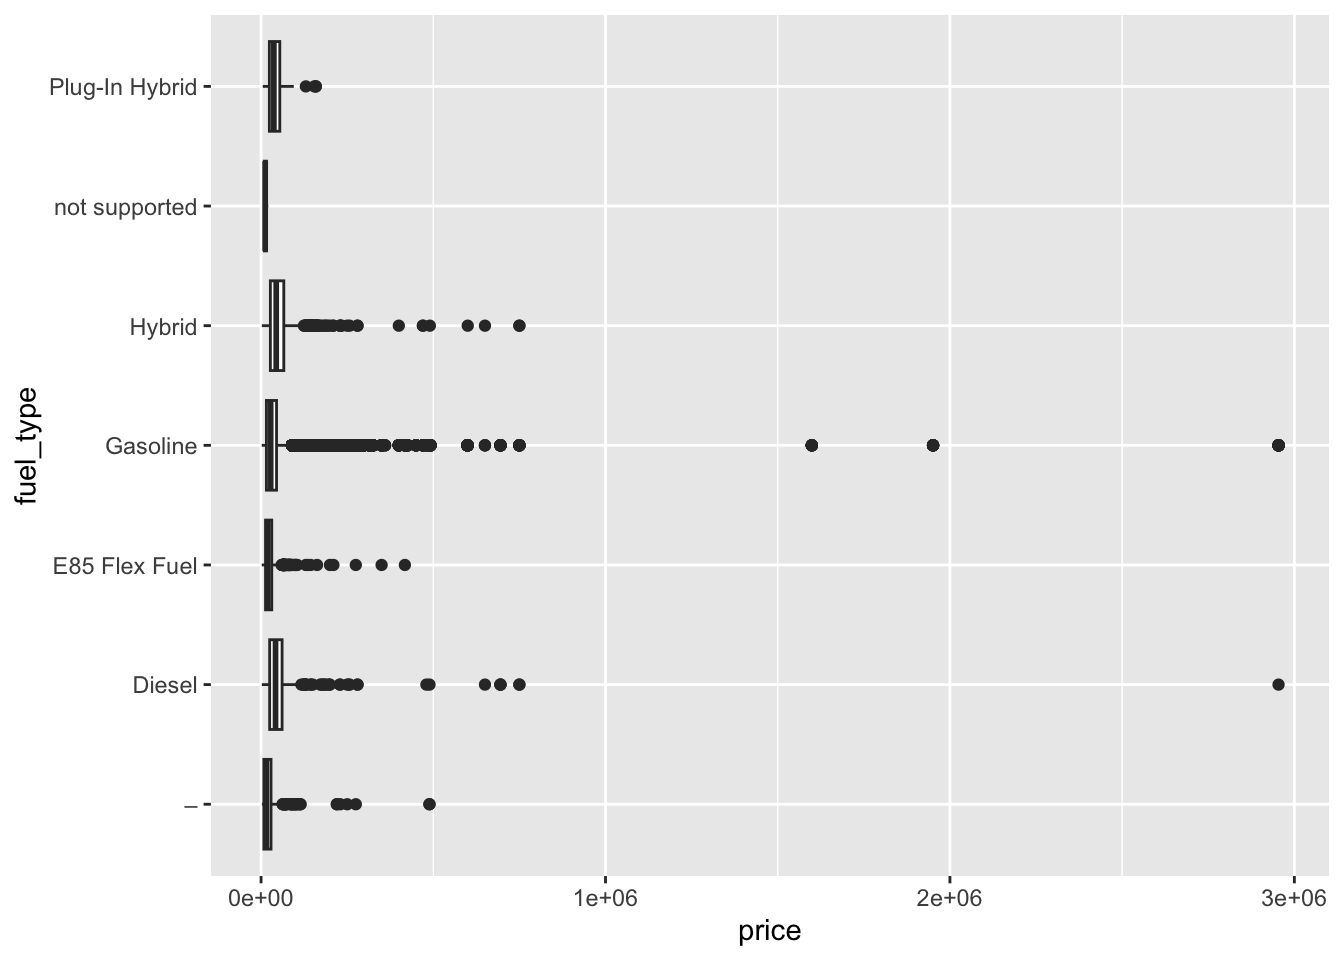 Plug-In Hybrid
not supported
Hybrid
Gasoline
E85 Flex Fuel
Diesel
–
fuel_type
0e+00 1e+06 2e+06 3e+06
price